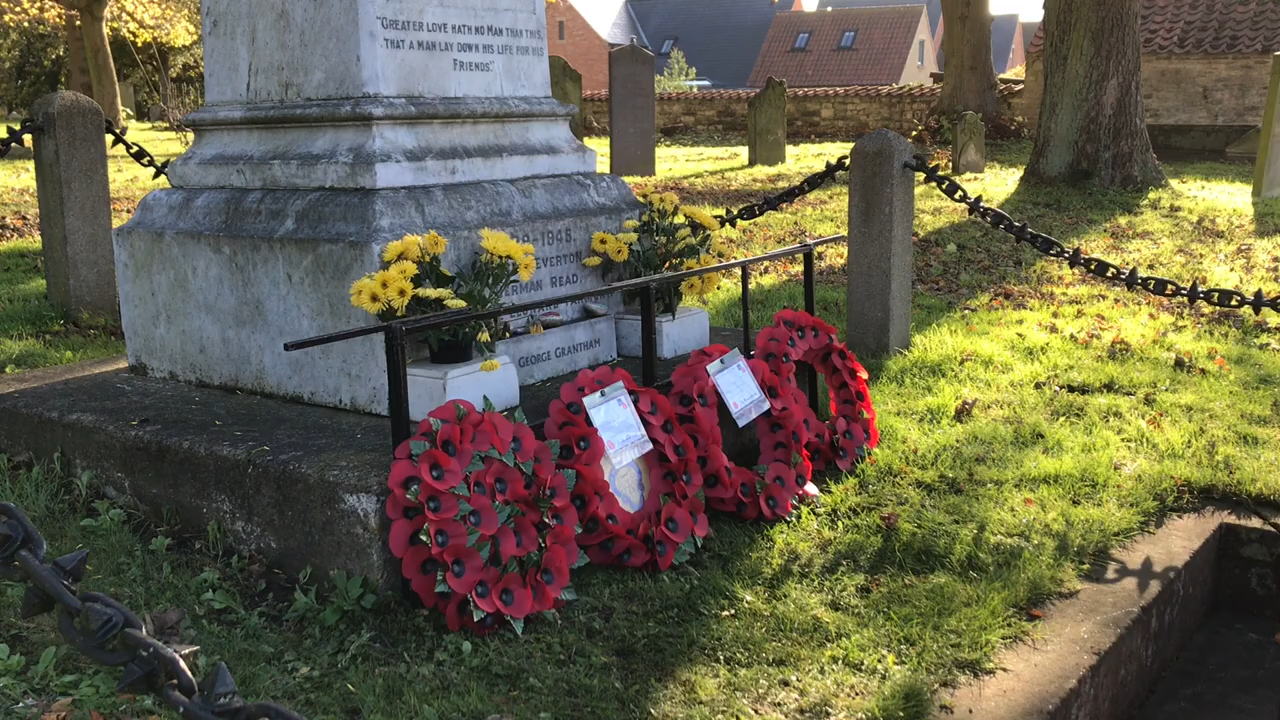 "GREATER LOVE HATH NO MAN THAN THIS,
THAT A MAN LAY DOWN HIS LIFE FOR HIS
FRIENDS."
-1945.
EVERTON
READ.
GEORGE GRANTHAM